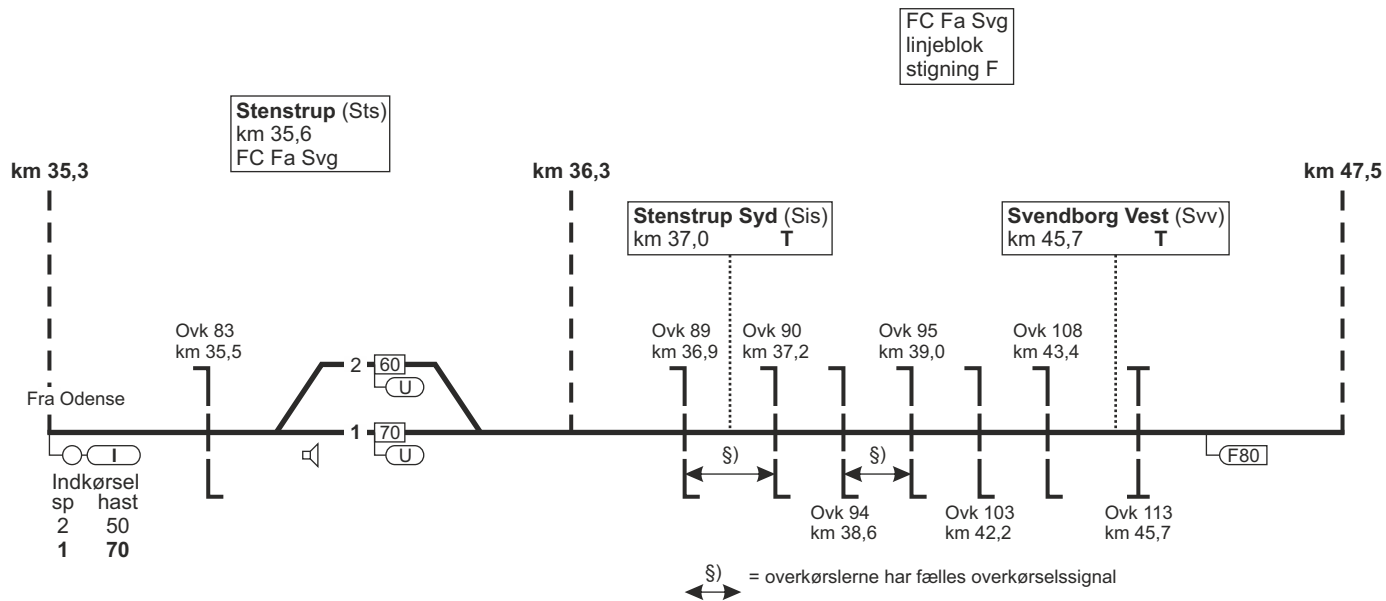 FC Fa Svg
linjeblok
stigning F
Stenstrup (Sts)
km 35,6
FC Fa Svg
km 35,3
km 36,3
km 47,5
Stenstrup Syd (Sis)
km 37,0 T
Svendborg Vest (Svv)
km 45,7 T
Ovk 83
km 35,5
Ovk 89
km 36,9
Ovk 90
km 37,2
Ovk 95
km 39,0
Ovk 108
km 43,4
2 60
U
Fra Odense
1 70
U
I
F80
§)
§)
Indkørsel
sp hast
2 50
1 70
Ovk 94
km 38,6
Ovk 103
km 42,2
Ovk 113
km 45,7
§) = overkørslerne har fælles overkørselssignal